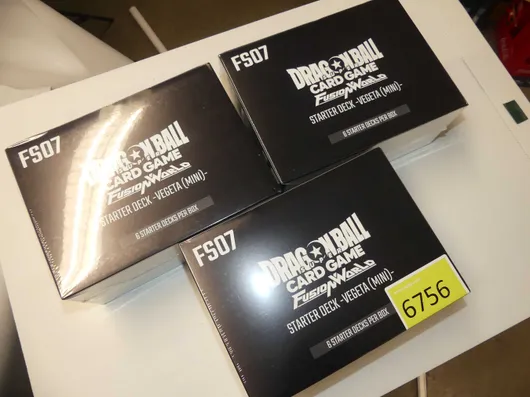 FS07
DRAGON BALL
CARD GAME
Fusion World
STARTER DECK -VEGETA (MINI)-
6 STARTER DECKS PER BOX
FS07
DRAGON BALL
CARD GAME
Fusion World
STARTER DECK -VEGETA (MINI)-
6 STARTER DECKS PER BOX
FS07
DRAGON BALL
CARD GAME
Fusion World
STARTER DECK -VEGETA (MINI)-
6 STARTER DECKS PER BOX
6756